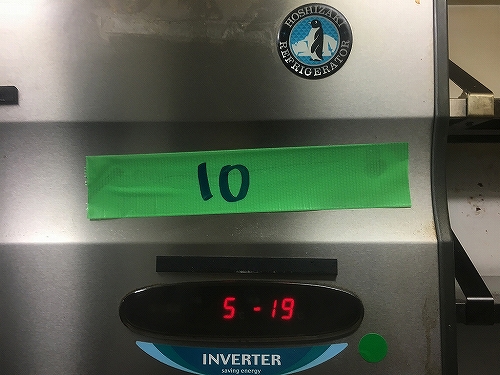 HOSHIZAKI
REFRIGERATOR
10
5 -19
INVERTER
saving energy